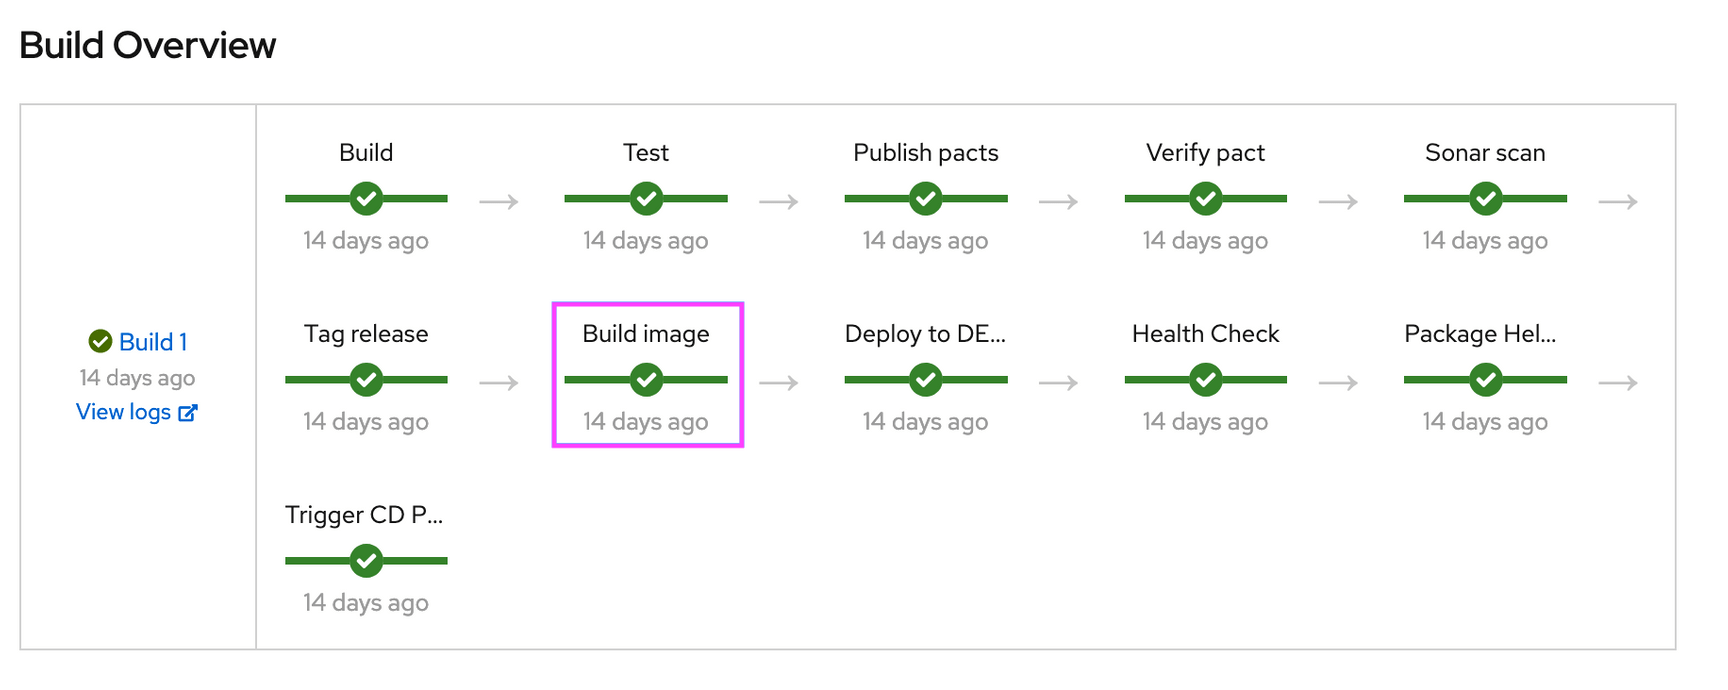 Build Overview
Build 1
14 days ago
View logs
Build
14 days ago
Test
14 days ago
Publish pacts
14 days ago
Verify pact
14 days ago
Sonar scan
14 days ago
Tag release
14 days ago
Build image
14 days ago
Deploy to DE...
14 days ago
Health Check
14 days ago
Package Hel...
14 days ago
Trigger CD P...
14 days ago